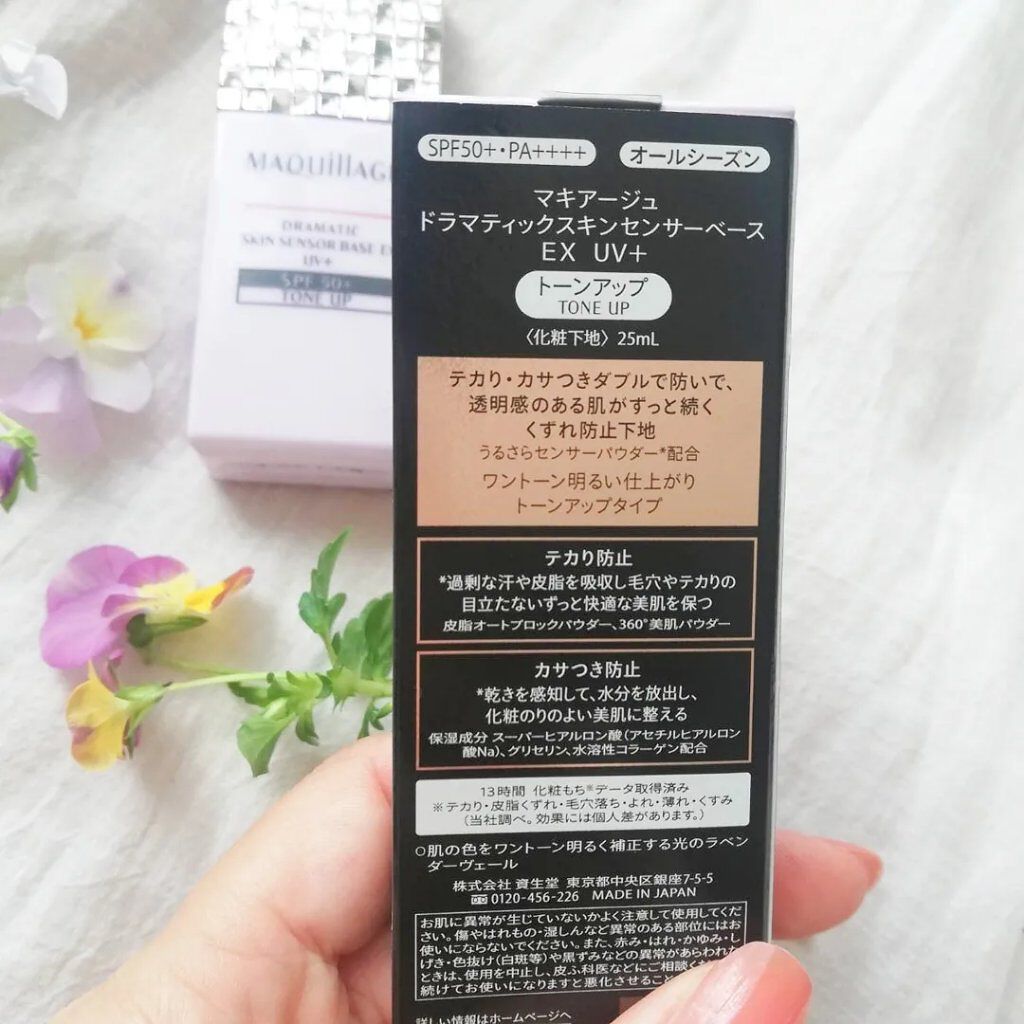 MAQuillAG
DRAMATIC
SKIN SENSOR BASE E
UV+
SPF 50+
TONE UP
SPF50+・PA++++
オールシーズン
マキアージュ
ドラマティックスキンセンサーベース
EX UV+
トーンアップ
TONE UP
〈化粧下地〉 25mL
テカり・カサつきダブルで防いで、
透明感のある肌がずっと続く
くずれ防止下地
うるさらセンサーパウダー*配合
ワントーン明るい仕上がり
トーンアップタイプ
テカり防止
*過剰な汗や皮脂を吸収し毛穴やテカりの
目立たないずっと快適な美肌を保つ
皮脂オートブロックパウダー、360°美肌パウダー
カサつき防止
*乾きを感知して、水分を放出し、
化粧のりのよい美肌に整える
保湿成分 スーパーヒアルロン酸(アセチルヒアルロン
酸Na)、グリセリン、水溶性コラーゲン配合
13時間 化粧もち※データ取得済み
※テカり・皮脂くずれ・毛穴落ち・よれ・薄れ・くすみ
(当社調べ。効果には個人差があります。)
○肌の色をワントーン明るく補正する光のラベン
ダーヴェール
株式会社 資生堂 東京都中央区銀座7-5-5
0120-456-226 MADE IN JAPAN
お肌に異常が生じていないかよく注意して使用してくだ
さい。傷やはれもの・湿しんなど異常のある部位にはお
使いにならないでください。また、赤み・はれ・かゆみ・し
げき・色抜け(白斑等)や黒ずみなどの異常があらわれた
ときは、使用を中止し、皮ふ科医などにご相談くだ
続けてお使いになりますと悪化させるこ
詳しい情報はホームページへ